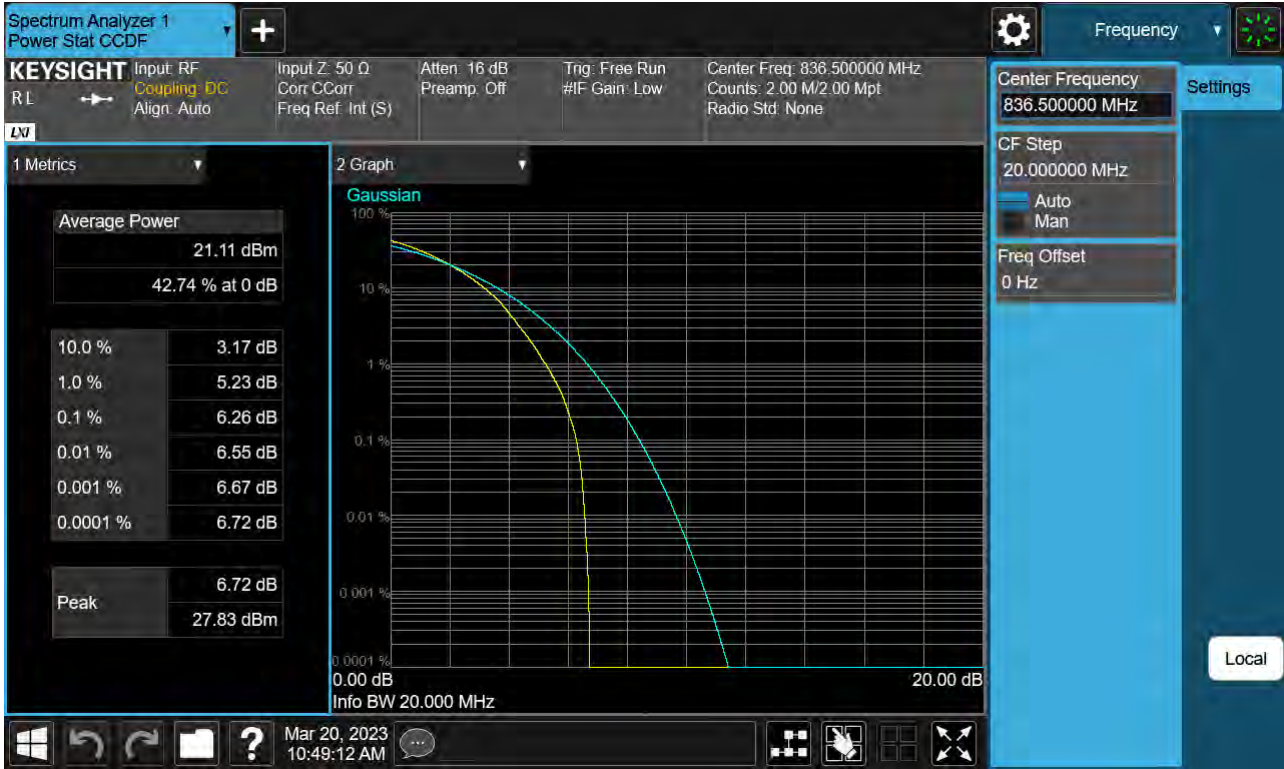 Spectrum Analyzer 1
Power Stat CCDF
+
Frequency
KEYSIGHT
R L
LXI
Input: RF
Coupling: DC
Align: Auto
Input Z: 50 Ω
Corr CCorr
Freq Ref: Int (S)
Atten: 16 dB
Preamp: Off
Trig: Free Run
#IF Gain: Low
Center Freq: 836.500000 MHz
Counts: 2.00 M/2.00 Mpt
Radio Std: None
Center Frequency
836.500000 MHz
Settings
CF Step
20.000000 MHz
Auto
Man
Freq Offset
0 Hz
Local
1 Metrics
Average Power
21.11 dBm
42.74 % at 0 dB
10.0 % 3.17 dB
1.0 % 5.23 dB
0.1 % 6.26 dB
0.01 % 6.55 dB
0.001 % 6.67 dB
0.0001 % 6.72 dB
Peak
6.72 dB
27.83 dBm
2 Graph
Gaussian
100 %
10 %
1 %
0.1 %
0.01 %
0.001 %
0.0001 %
0.00 dB 20.00 dB
Info BW 20.000 MHz
?
Mar 20, 2023
10:49:12 AM